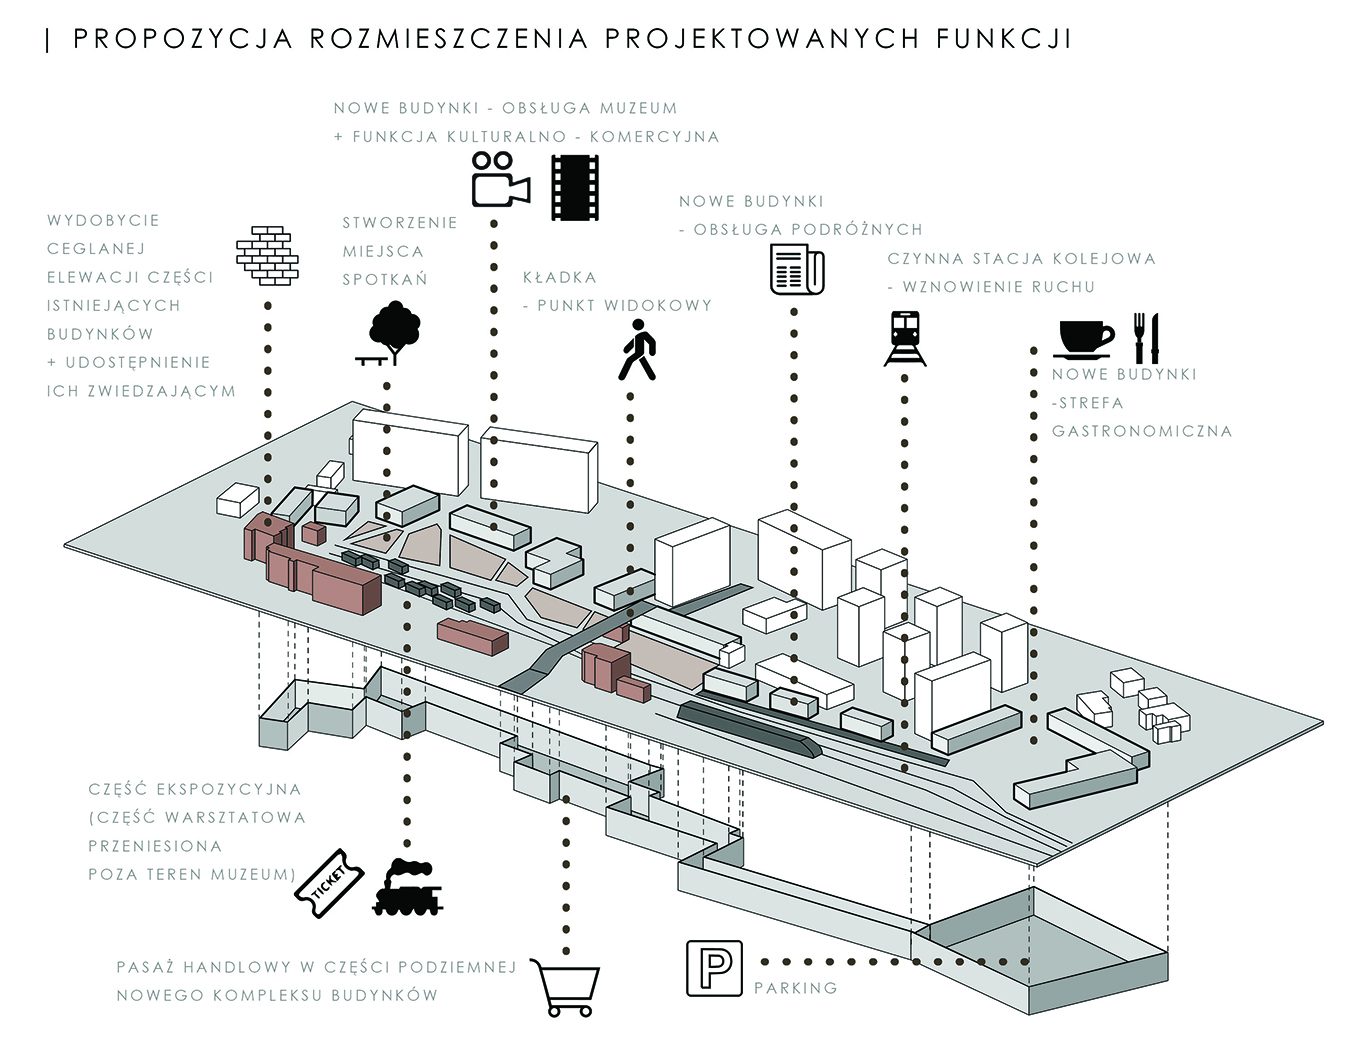 | PROPOZYCJA ROZMIESZCZENIA PROJEKTOWANYCH FUNKCJI
NOWE BUDYNKI - OBSŁUGA MUZEUM
+ FUNKCJA KULTURALNO - KOMERCYJNA
WYDOBYCIE
CEGLANEJ
ELEWACJI CZĘŚCI
ISTNIEJĄCYCH
BUDYNKÓW
+ UDOSTĘPNIENIE
ICH ZWIEDZAJĄCYM
STWORZENIE
MIEJSCA
SPOTKAŃ
KŁADKA
- PUNKT WIDOKOWY
NOWE BUDYNKI
- OBSŁUGA PODRÓŻNYCH
CZYNNA STACJA KOLEJOWA
- WZNOWIENIE RUCHU
NOWE BUDYNKI
-STREFA
GASTRONOMICZNA
CZĘŚĆ EKSPOZYCYJNA
(CZĘŚĆ WARSZTATOWA
PRZENIESIONA
POZA TEREN MUZEUM)
TICKET
PASAŻ HANDLOWY W CZĘŚCI PODZIEMNEJ
NOWEGO KOMPLEKSU BUDYNKÓW
P
PARKING